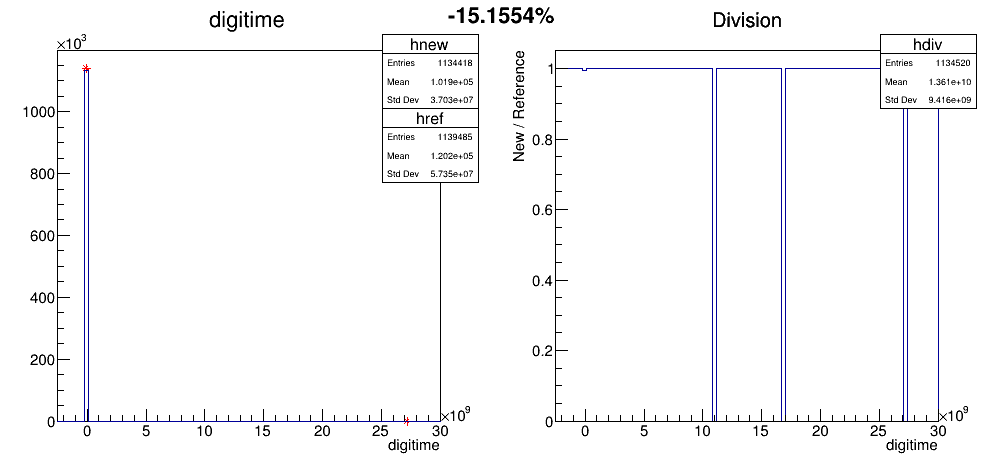 digitime
-15.1554%
Division
×10³
hnew
Entries 1134418
Mean 1.019e+05
Std Dev 3.703e+07
href
Entries 1139485
Mean 1.202e+05
Std Dev 5.735e+07
1000
800
600
400
200
0
0 5 10 15 20 25 30
×10⁹
digitime
New / Reference
hdiv
Entries 1134520
Mean 1.361e+10
Std Dev 9.416e+09
1
0.8
0.6
0.4
0.2
0
0 5 10 15 20 25 30
×10⁹
digitime